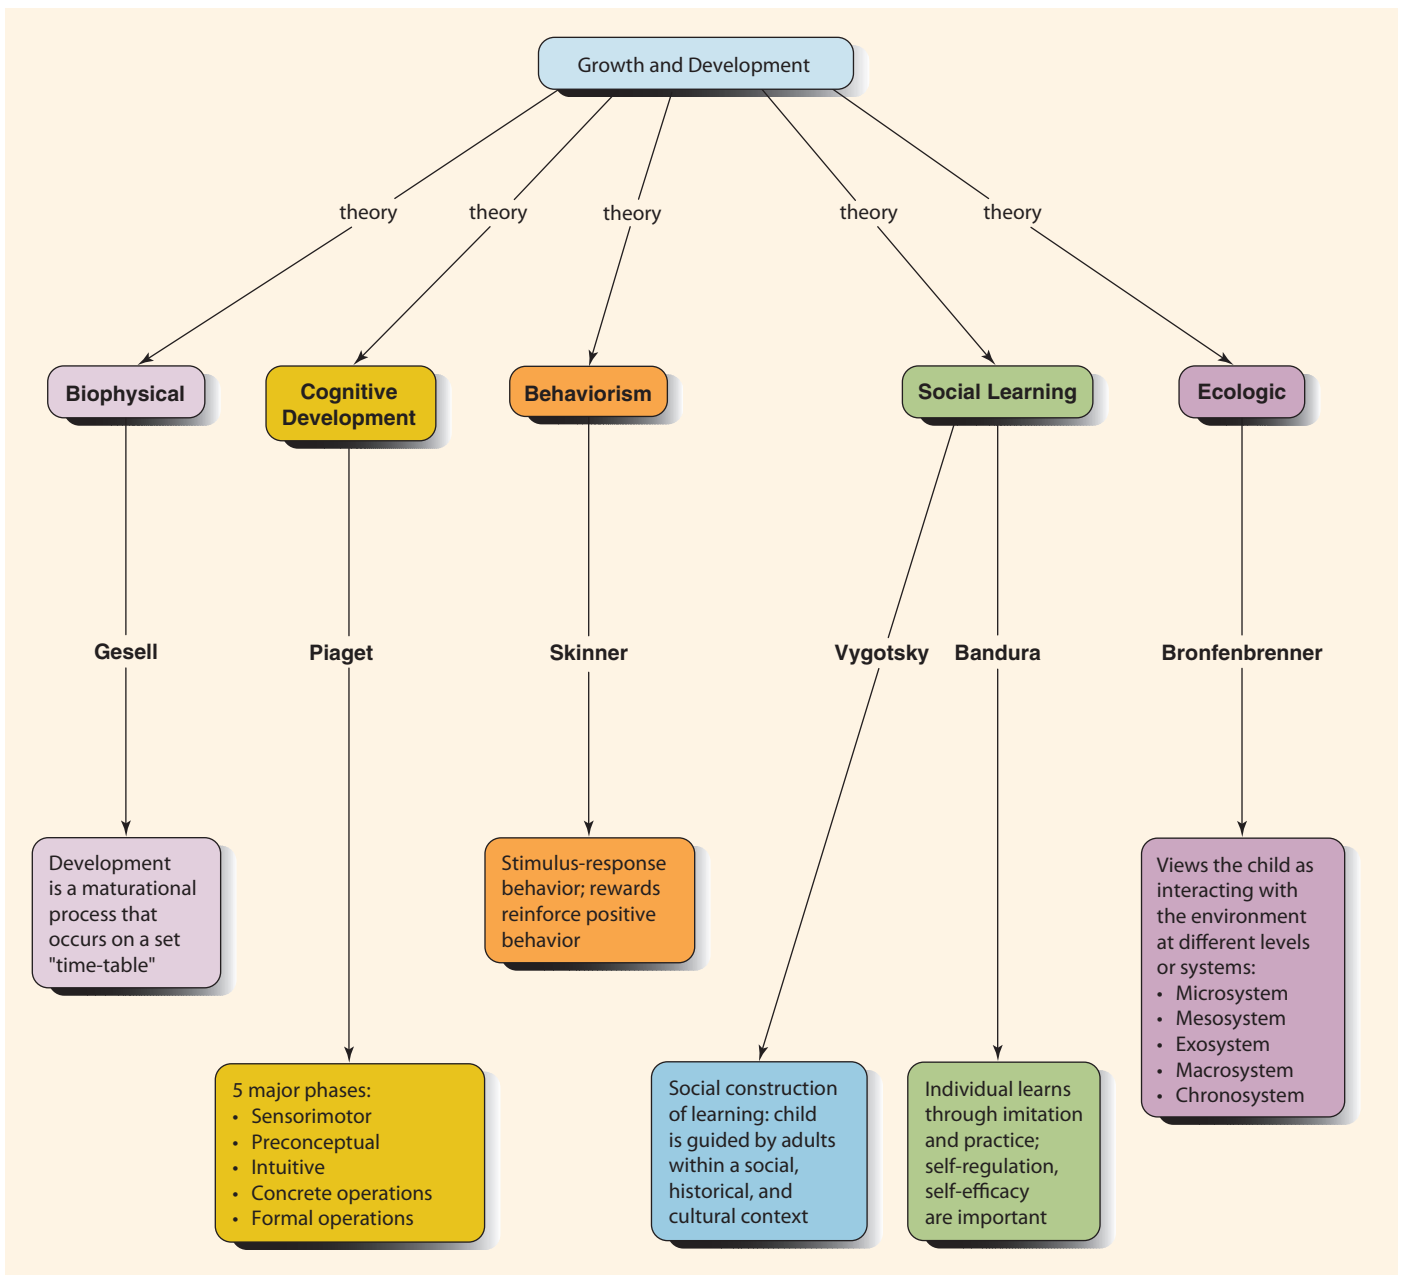 Growth and Development
theory
theory
theory
theory
theory
Biophysical
Cognitive
Development
Behaviorism
Social Learning
Ecologic
Gesell
Piaget
Skinner
Vygotsky
Bandura
Bronfenbrenner
Development
is a maturational
process that
occurs on a set
"time-table"
Stimulus-response
behavior; rewards
reinforce positive
behavior
Views the child as
interacting with
the environment
at different levels
or systems:
• Microsystem
• Mesosystem
• Exosystem
• Macrosystem
• Chronosystem
5 major phases:
• Sensorimotor
• Preconceptual
• Intuitive
• Concrete operations
• Formal operations
Social construction
of learning: child
is guided by adults
within a social,
historical, and
cultural context
Individual learns
through imitation
and practice;
self-regulation,
self-efficacy
are important